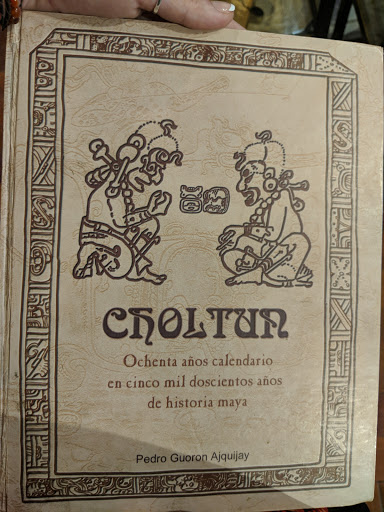 CHOLTUN
Ochenta años calendario
en cinco mil doscientos años
de historia maya
Pedro Guoron Ajquijay